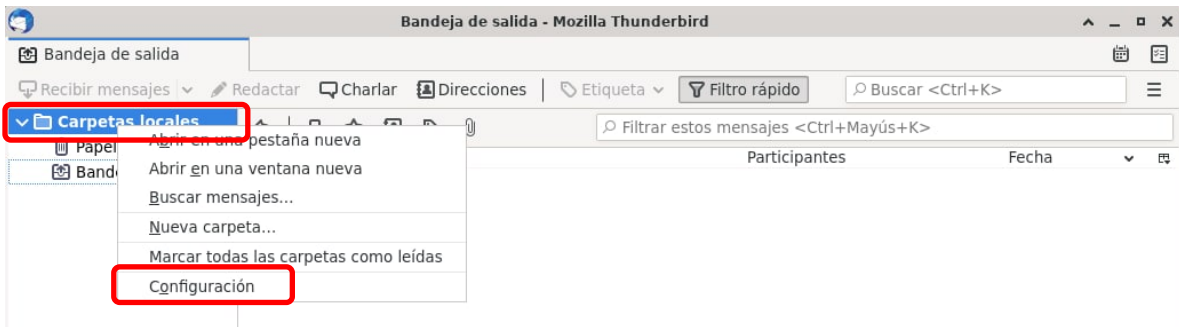 Bandeja de salida - Mozilla Thunderbird
Bandeja de salida
Recibir mensajes Redactar Charlar Direcciones Etiqueta Filtro rápido Buscar <Ctrl+K>
Carpetas locales Filtrar estos mensajes <Ctrl+Mayús+K>
Abrir en una pestaña nueva
Papel
Participantes Fecha
Abrir en una ventana nueva
Band
Buscar mensajes...
Nueva carpeta...
Marcar todas las carpetas como leídas
Configuración